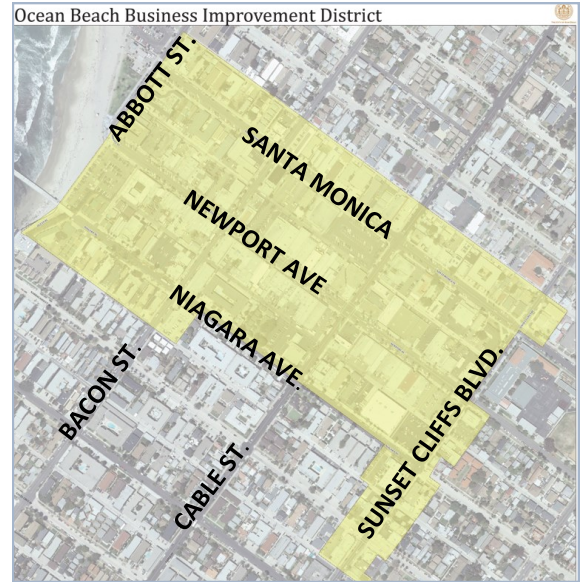 Ocean Beach Business Improvement District
ABBOTT ST.
SANTA MONICA
NEWPORT AVE
NIAGARA AVE.
BACON ST.
CABLE ST.
SUNSET CLIFFS BLVD.